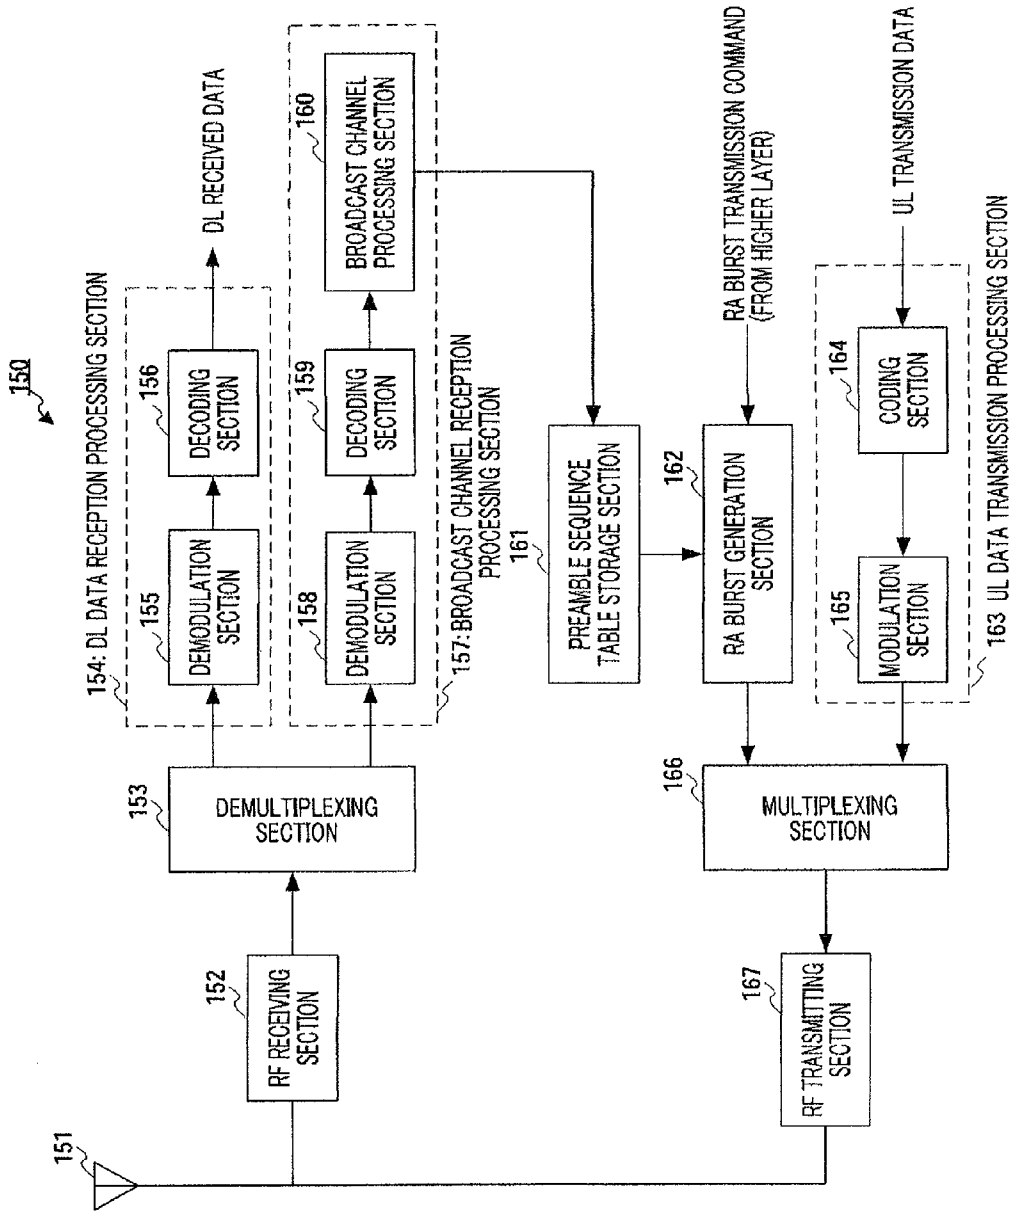 150
154: DL DATA RECEPTION PROCESSING SECTION
151
152
RF RECEIVING
SECTION
153
DEMULTIPLEXING
SECTION
155
DEMODULATION
SECTION
156
DECODING
SECTION
DL RECEIVED DATA
158
DEMODULATION
SECTION
159
DECODING
SECTION
160
BROADCAST CHANNEL
PROCESSING SECTION
157: BROADCAST CHANNEL RECEPTION
PROCESSING SECTION
161
PREAMBLE SEQUENCE
TABLE STORAGE SECTION
162
RA BURST GENERATION
SECTION
RA BURST TRANSMISSION COMMAND
(FROM HIGHER LAYER)
166
MULTIPLEXING
SECTION
167
RF TRANSMITTING
SECTION
165
MODULATION
SECTION
164
CODING
SECTION
UL TRANSMISSION DATA
163 UL DATA TRANSMISSION PROCESSING SECTION